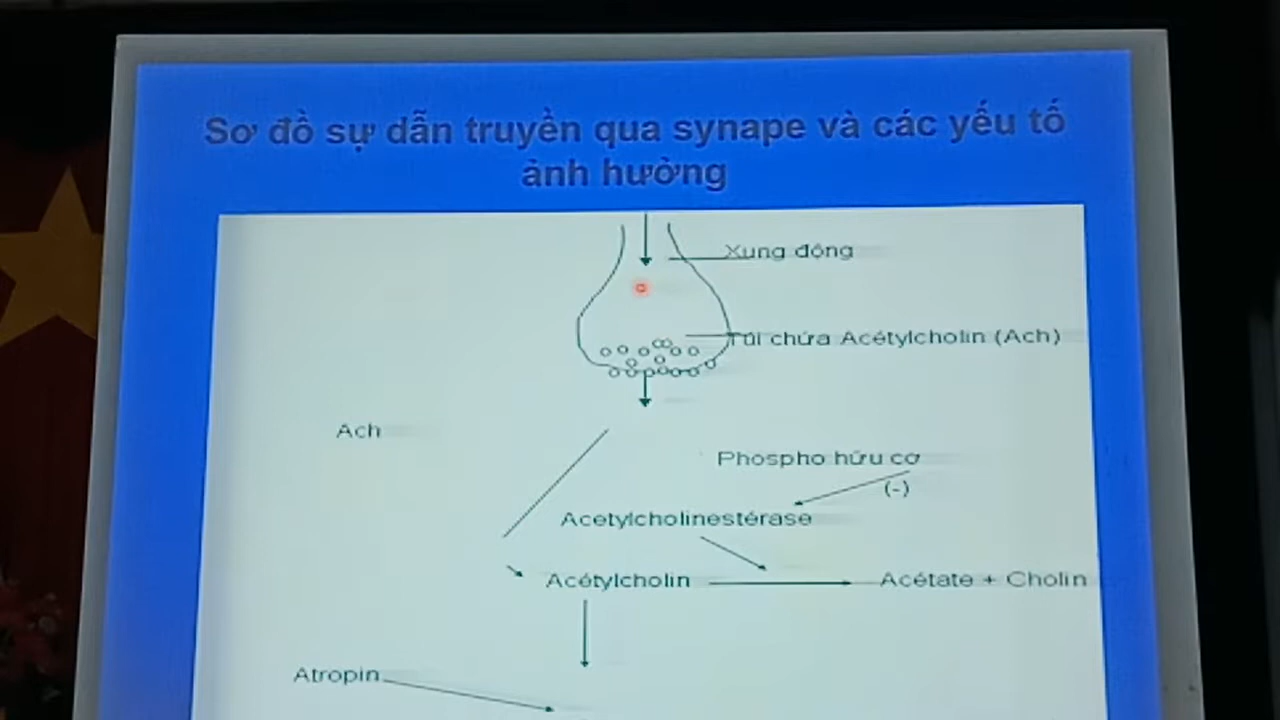 Sơ đồ sự dẫn truyền qua synape và các yếu tố
ảnh hưởng
Xung động
Túi chứa Acétylcholin (Ach)
Ach
Phospho hữu cơ
(-)
Acetylcholinestérase
Acétylcholin
Acétate + Cholin
Atropin